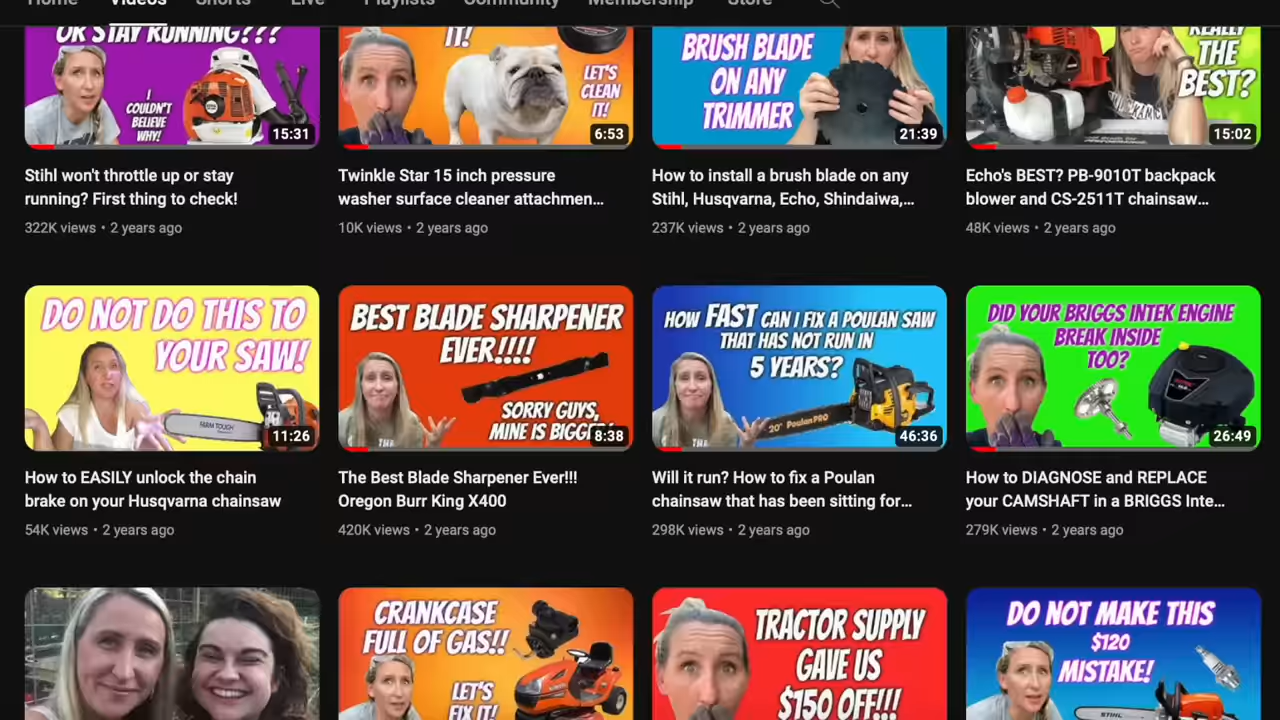 Home Videos Shorts Live Playlists Community Membership Store
OR STAY RUNNING???
I
COULDN'T
BELIEVE
WHY!
15:31
IT!
LET'S
CLEAN
IT!
6:53
BRUSH BLADE
ON ANY
TRIMMER
21:39
REALLY
THE
BEST?
15:02
Stihl won't throttle up or stay
running? First thing to check!
322K views • 2 years ago
Twinkle Star 15 inch pressure
washer surface cleaner attachmen...
10K views • 2 years ago
How to install a brush blade on any
Stihl, Husqvarna, Echo, Shindaiwa,...
237K views • 2 years ago
Echo's BEST? PB-9010T backpack
blower and CS-2511T chainsaw...
48K views • 2 years ago
DO NOT DO THIS TO
YOUR SAW!
FARM TOUGH
11:26
BEST BLADE SHARPENER
EVER!!!!
SORRY GUYS,
MINE IS BIGGER
8:38
HOW FAST CAN I FIX A POULAN SAW
THAT HAS NOT RUN IN
5 YEARS?
20" Poulan PRO
46:36
DID YOUR BRIGGS INTEK ENGINE
BREAK INSIDE
TOO?
26:49
How to EASILY unlock the chain
brake on your Husqvarna chainsaw
54K views • 2 years ago
The Best Blade Sharpener Ever!!!
Oregon Burr King X400
420K views • 2 years ago
Will it run? How to fix a Poulan
chainsaw that has been sitting for...
298K views • 2 years ago
How to DIAGNOSE and REPLACE
your CAMSHAFT in a BRIGGS Inte...
279K views • 2 years ago
CRANKCASE
FULL OF GAS!!
LET'S
FIX IT!
TRACTOR SUPPLY
GAVE US
$150 OFF!!!
DO NOT MAKE THIS
$120
MISTAKE!
STIHL